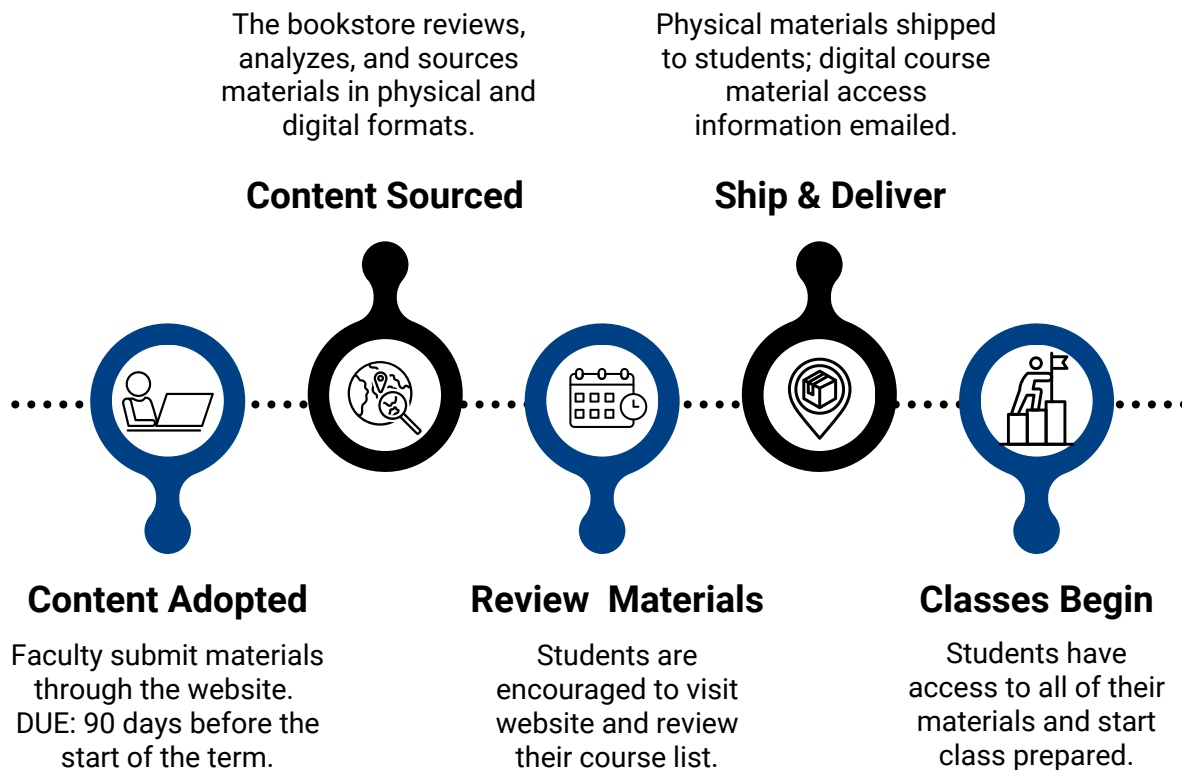 The bookstore reviews,
analyzes, and sources
materials in physical and
digital formats.
Content Sourced
Physical materials shipped
to students; digital course
material access
information emailed.
Ship & Deliver
Content Adopted
Faculty submit materials
through the website.
DUE: 90 days before the
start of the term.
Review  Materials
Students are
encouraged to visit
website and review
their course list.
Classes Begin
Students have
access to all of their
materials and start
class prepared.